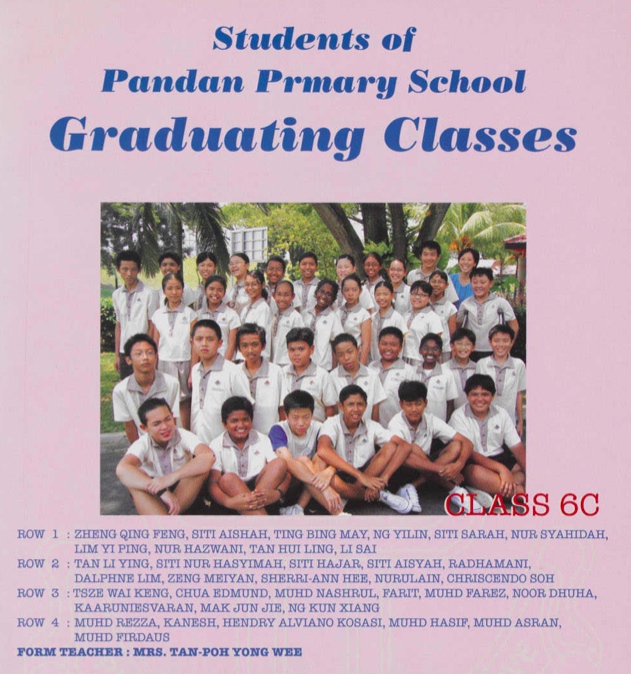 Students of
Pandan Prmary School
Graduating Classes
CLASS 6C
ROW 1 : ZHENG QING FENG, SITI AISHAH, TING BING MAY, NG YILIN, SITI SARAH, NUR SYAHIDAH,
LIM YI PING, NUR HAZWANI, TAN HUI LING, LI SAI
ROW 2 : TAN LI YING, SITI NUR HASYIMAH, SITI HAJAR, SITI AISYAH, RADHAMANI,
DALPHNE LIM, ZENG MEIYAN, SHERRI-ANN HEE, NURULAIN, CHRISCENDO SOH
ROW 3 : TSZE WAI KENG, CHUA EDMUND, MUHD NASHRUL, FARIT, MUHD FAREZ, NOOR DHUHA,
KAARUNIESVARAN, MAK JUN JIE, NG KUN XIANG
ROW 4 : MUHD REZZA, KANESH, HENDRY ALVIANO KOSASI, MUHD HASIF, MUHD ASRAN,
MUHD FIRDAUS
FORM TEACHER : MRS. TAN-POH YONG WEE